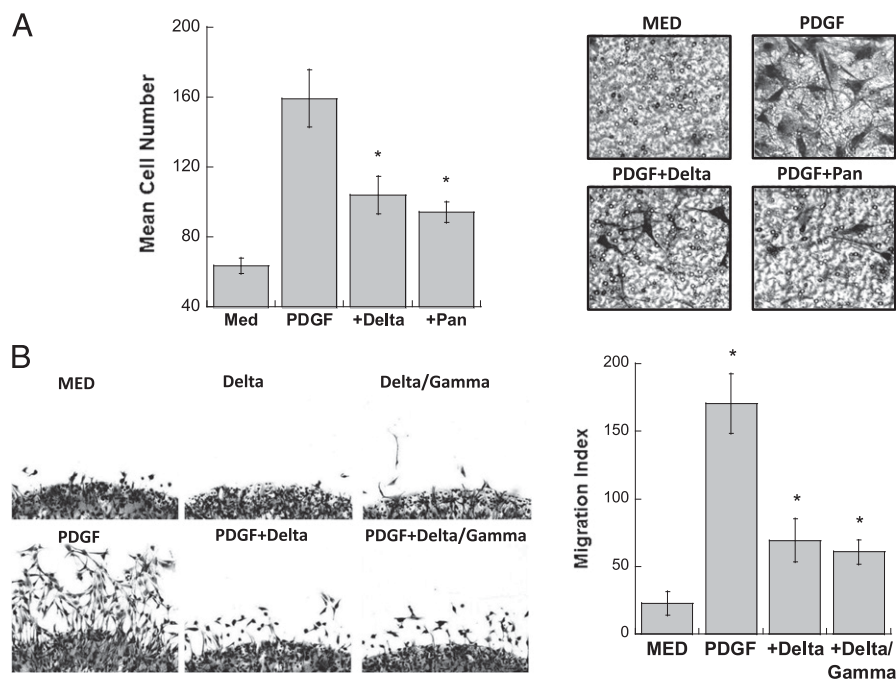 A
200
160
120
80
40
Mean Cell Number
*
*
Med PDGF +Delta +Pan
MED PDGF
PDGF+Delta PDGF+Pan
B
MED Delta Delta/Gamma
PDGF PDGF+Delta PDGF+Delta/Gamma
200
150
100
50
0
Migration Index
*
*
*
MED PDGF +Delta +Delta/
Gamma